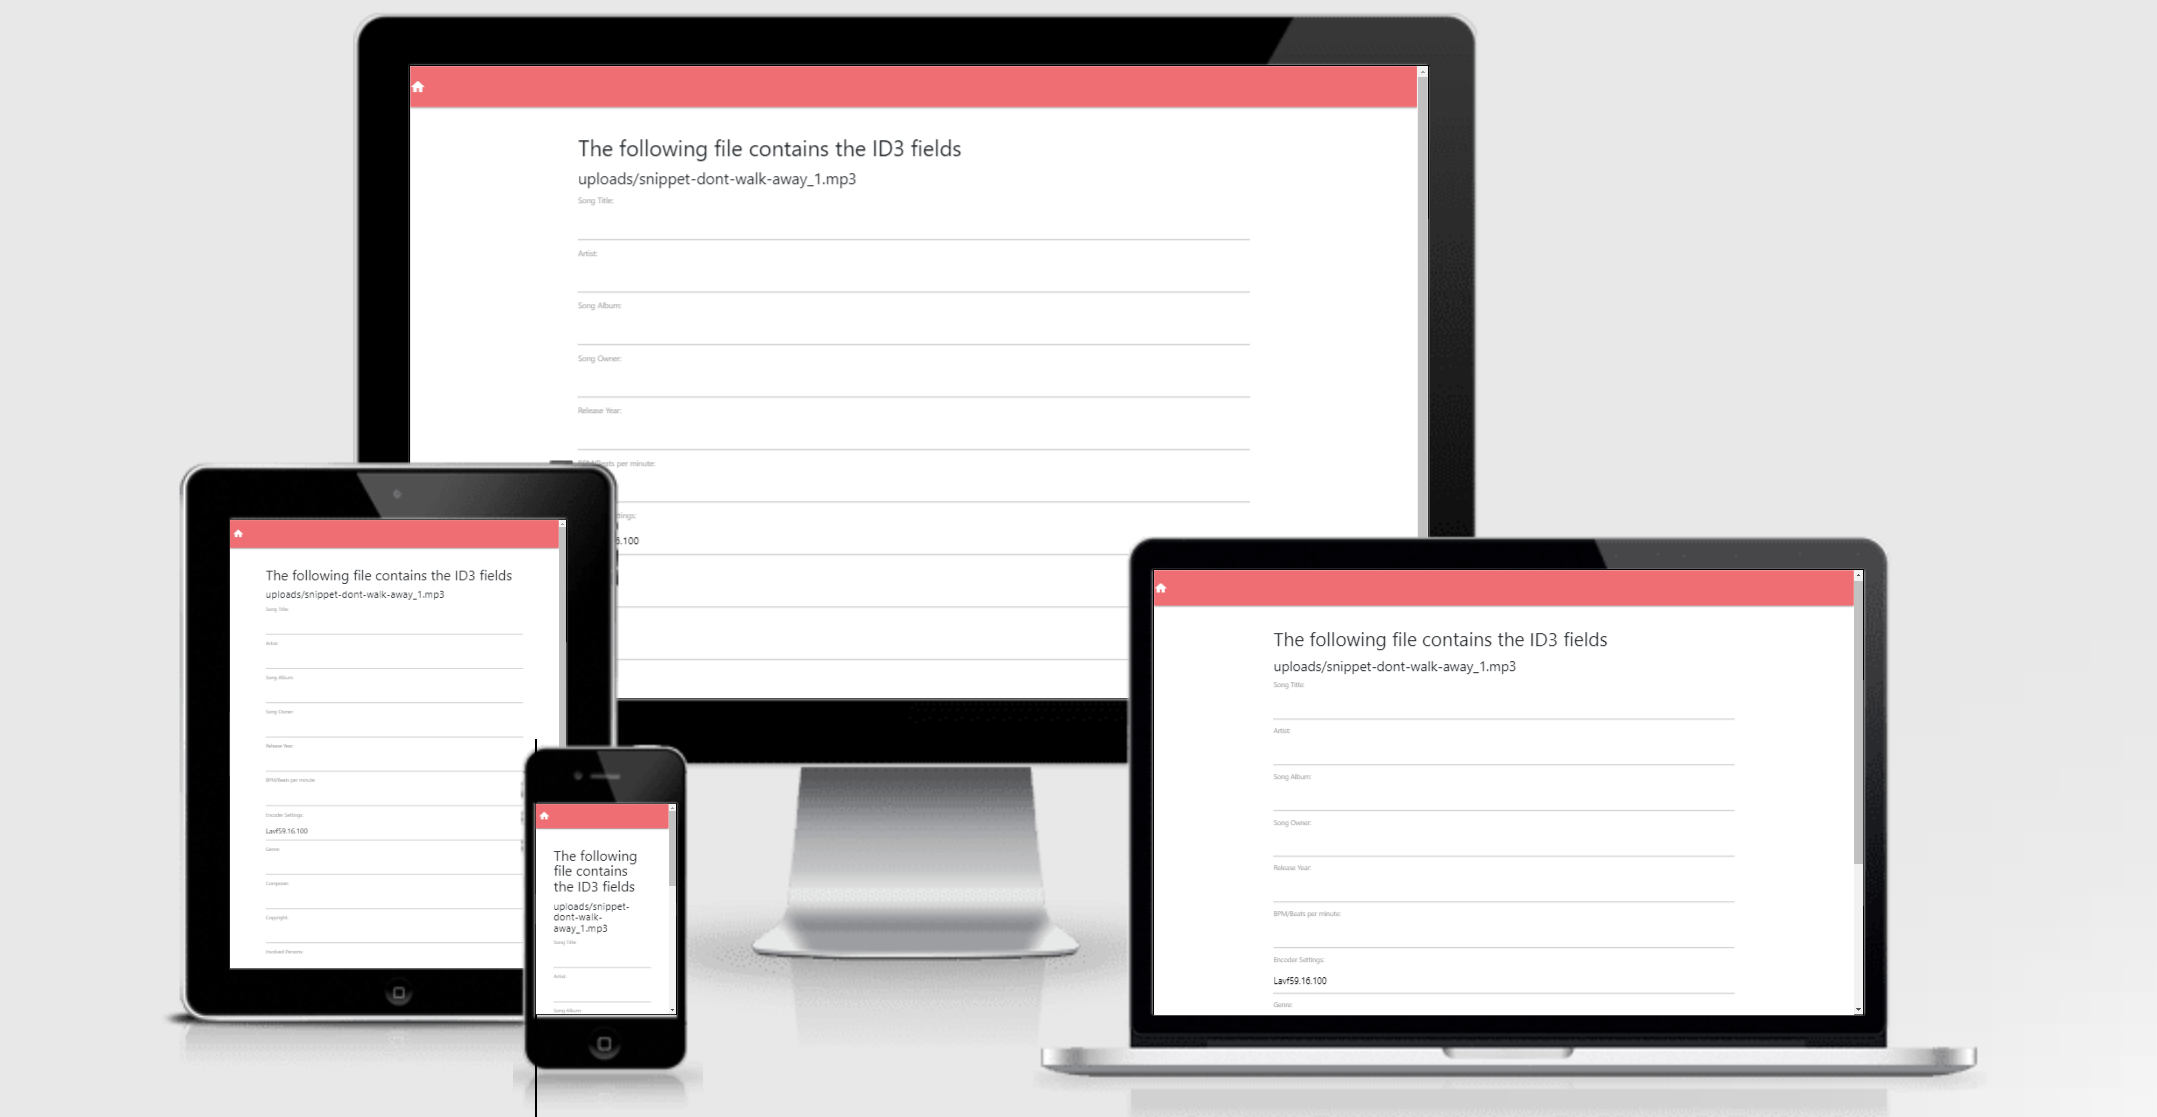 The following file contains the ID3 fields
uploads/snippet-dont-walk-away_1.mp3
Song Title:
Artist:
Song Album:
Song Owner:
Release Year:
per minute:
ttings:
6.100
The following file contains the ID3 fields
uploads/snippet-dont-walk-away_1.mp3
Song Title:
Artist:
Song Album:
Song Owner:
Release Year:
BPM/Beats per minute:
Encoder Settings:
Lavf59.16.100
Genre:
Composer:
Copyright:
Involved Persons:
The following
file contains
the ID3 fields
uploads/snippet-
dont-walk-
away_1.mp3
Song Title:
Artist:
Song Album:
The following file contains the ID3 fields
uploads/snippet-dont-walk-away_1.mp3
Song Title:
Artist:
Song Album:
Song Owner:
Release Year:
BPM/Beats per minute:
Encoder Settings:
Lavf59.16.100
Genre: